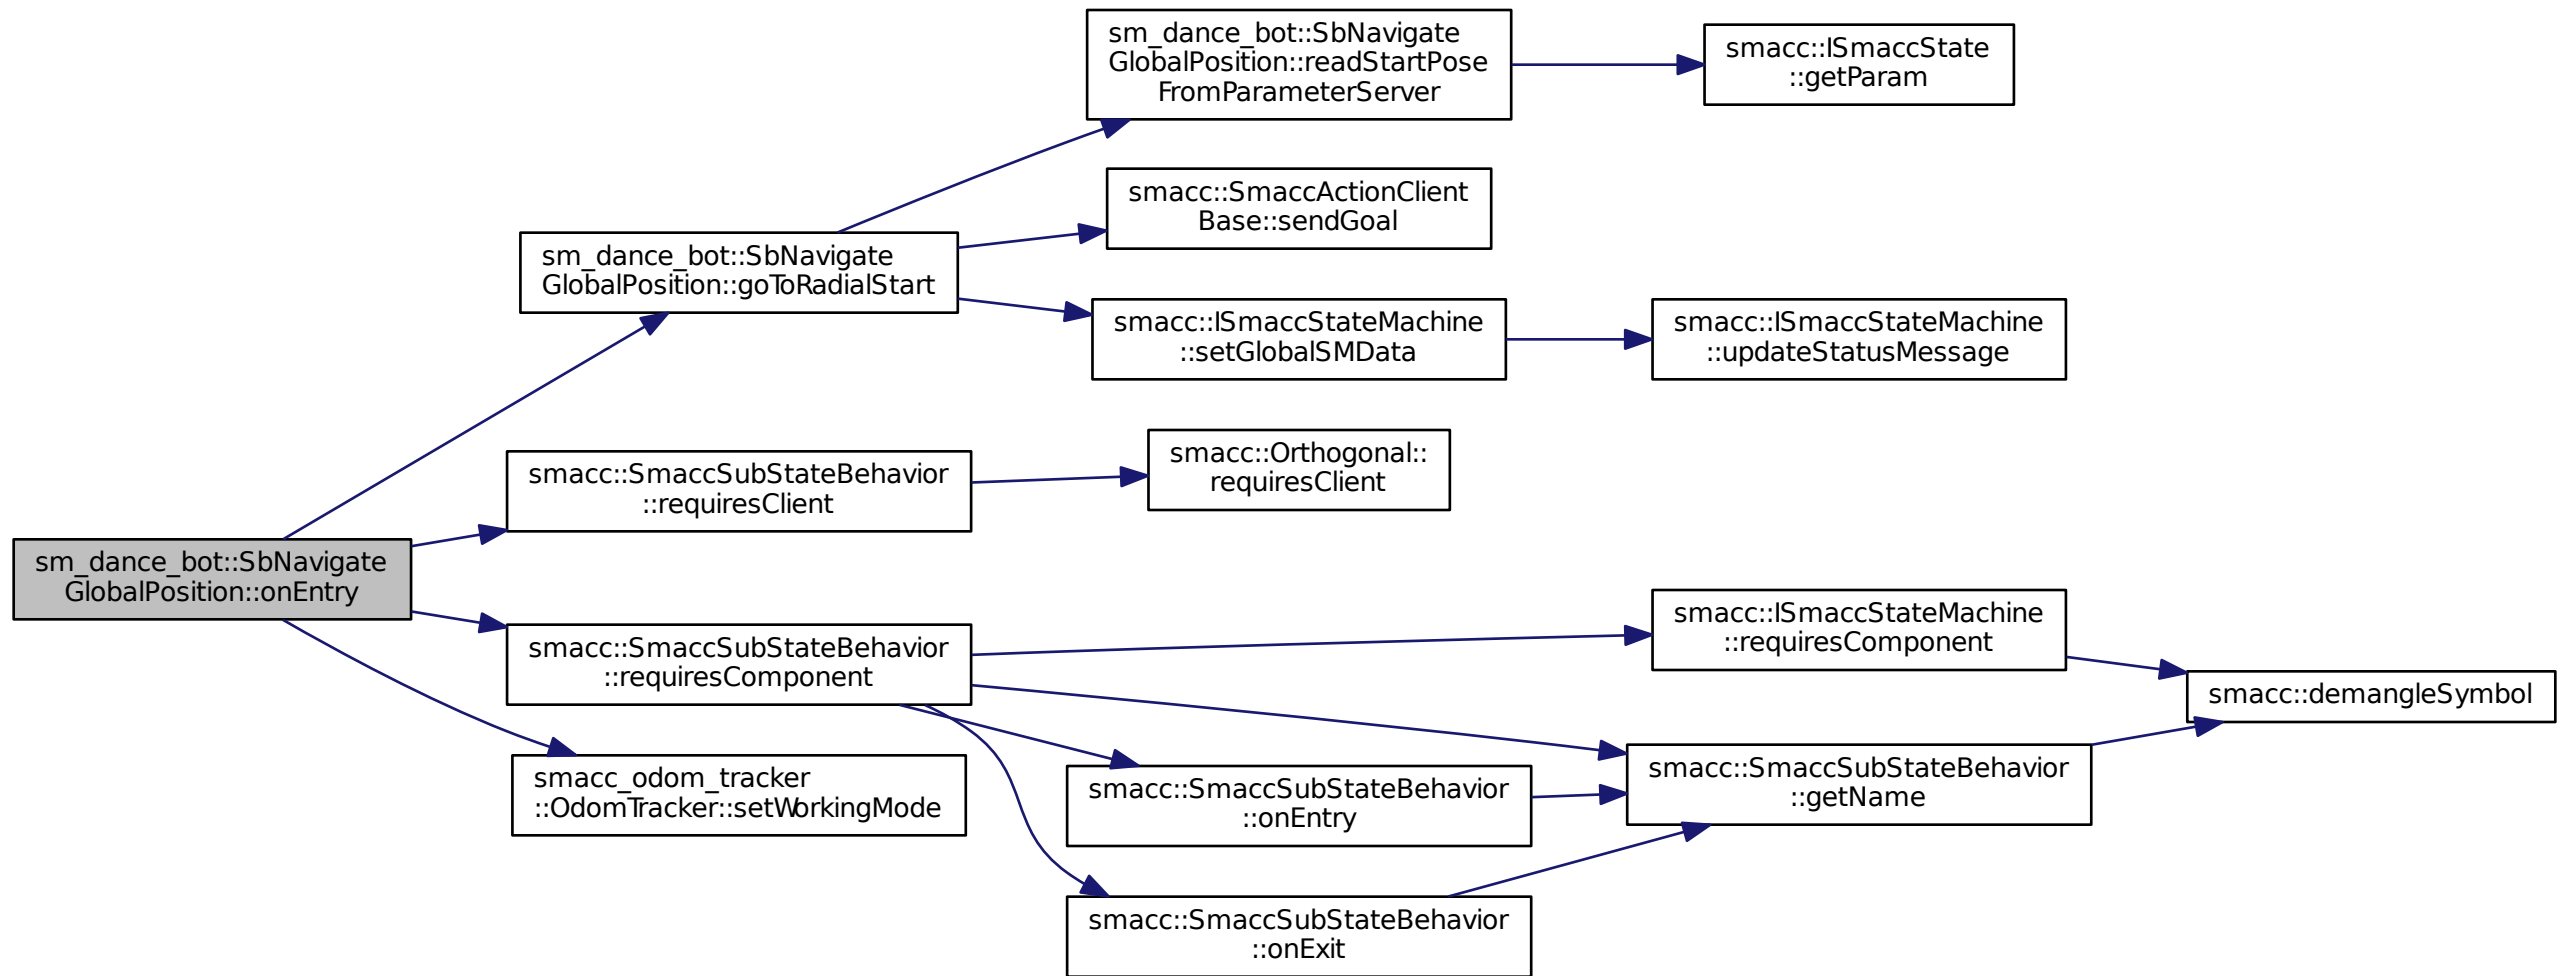 sm_dance_bot::SbNavigate
GlobalPosition::onEntry
sm_dance_bot::SbNavigate
GlobalPosition::goToRadialStart
sm_dance_bot::SbNavigate
GlobalPosition::readStartPose
FromParameterServer
smacc::ISmaccState
::getParam
smacc::SmaccActionClient
Base::sendGoal
smacc::ISmaccStateMachine
::setGlobalSMData
smacc::ISmaccStateMachine
::updateStatusMessage
smacc::SmaccSubStateBehavior
::requiresClient
smacc::Orthogonal::
requiresClient
smacc::SmaccSubStateBehavior
::requiresComponent
smacc::ISmaccStateMachine
::requiresComponent
smacc::demangleSymbol
smacc::SmaccSubStateBehavior
::getName
smacc::SmaccSubStateBehavior
::onEntry
smacc::SmaccSubStateBehavior
::onExit
smacc_odom_tracker
::OdomTracker::setWorkingMode